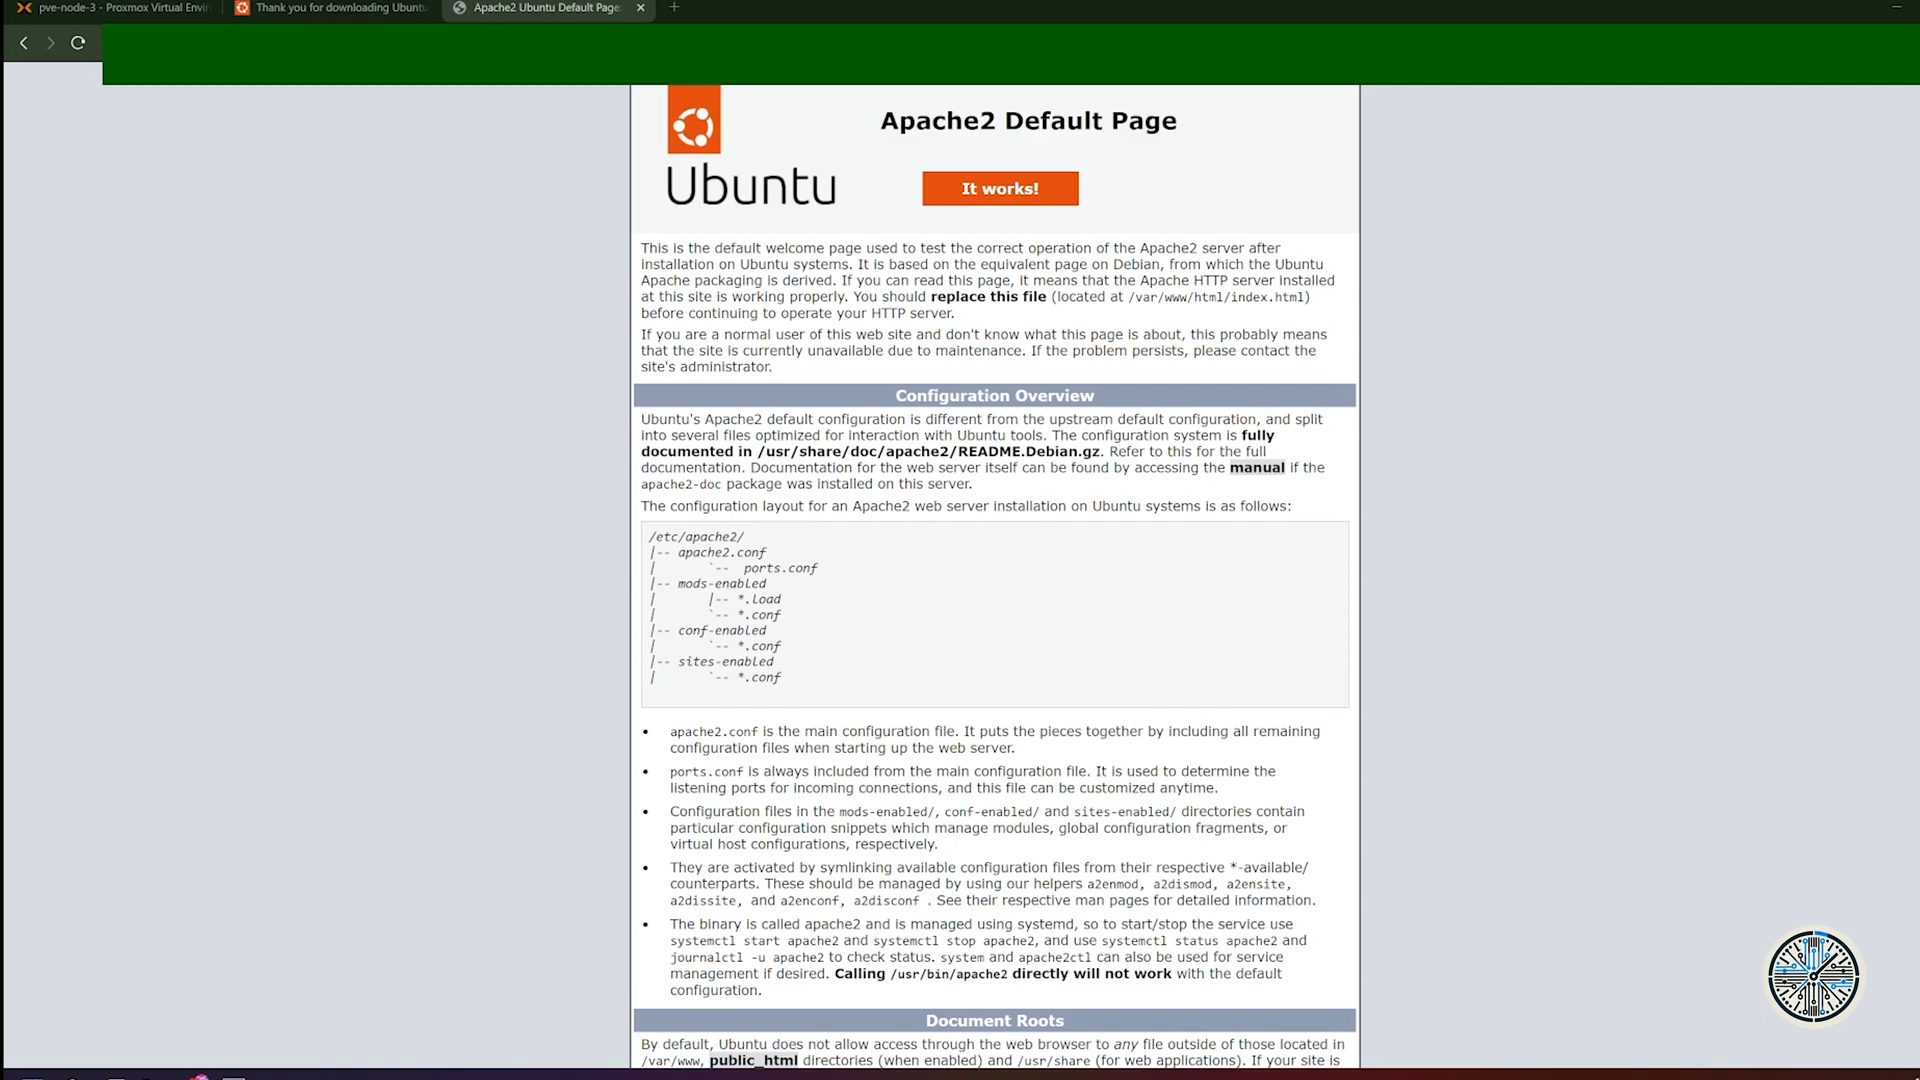 pve-node-3 - Proxmox Virtual Envir
Thank you for downloading Ubuntu
Apache2 Ubuntu Default Page:
Apache2 Default Page
Ubuntu
It works!
This is the default welcome page used to test the correct operation of the Apache2 server after
installation on Ubuntu systems. It is based on the equivalent page on Debian, from which the Ubuntu
Apache packaging is derived. If you can read this page, it means that the Apache HTTP server installed
at this site is working properly. You should replace this file (located at /var/www/html/index.html)
before continuing to operate your HTTP server.
If you are a normal user of this web site and don't know what this page is about, this probably means
that the site is currently unavailable due to maintenance. If the problem persists, please contact the
site's administrator.
Configuration Overview
Ubuntu's Apache2 default configuration is different from the upstream default configuration, and split
into several files optimized for interaction with Ubuntu tools. The configuration system is fully
documented in /usr/share/doc/apache2/README.Debian.gz. Refer to this for the full
documentation. Documentation for the web server itself can be found by accessing the manual if the
apache2-doc package was installed on this server.
The configuration layout for an Apache2 web server installation on Ubuntu systems is as follows:
/etc/apache2/
|-- apache2.conf
|       `--  ports.conf
|-- mods-enabled
|       |-- *.load
|       `-- *.conf
|-- conf-enabled
|       `-- *.conf
|-- sites-enabled
|       `-- *.conf
• apache2.conf is the main configuration file. It puts the pieces together by including all remaining
configuration files when starting up the web server.
• ports.conf is always included from the main configuration file. It is used to determine the
listening ports for incoming connections, and this file can be customized anytime.
• Configuration files in the mods-enabled/, conf-enabled/ and sites-enabled/ directories contain
particular configuration snippets which manage modules, global configuration fragments, or
virtual host configurations, respectively.
• They are activated by symlinking available configuration files from their respective *-available/
counterparts. These should be managed by using our helpers a2enmod, a2dismod, a2ensite,
a2dissite, and a2enconf, a2disconf . See their respective man pages for detailed information.
• The binary is called apache2 and is managed using systemd, so to start/stop the service use
systemctl start apache2 and systemctl stop apache2, and use systemctl status apache2 and
journalctl -u apache2 to check status. system and apache2ctl can also be used for service
management if desired. Calling /usr/bin/apache2 directly will not work with the default
configuration.
Document Roots
By default, Ubuntu does not allow access through the web browser to any file outside of those located in
/var/www, public_html directories (when enabled) and /usr/share (for web applications). If your site is